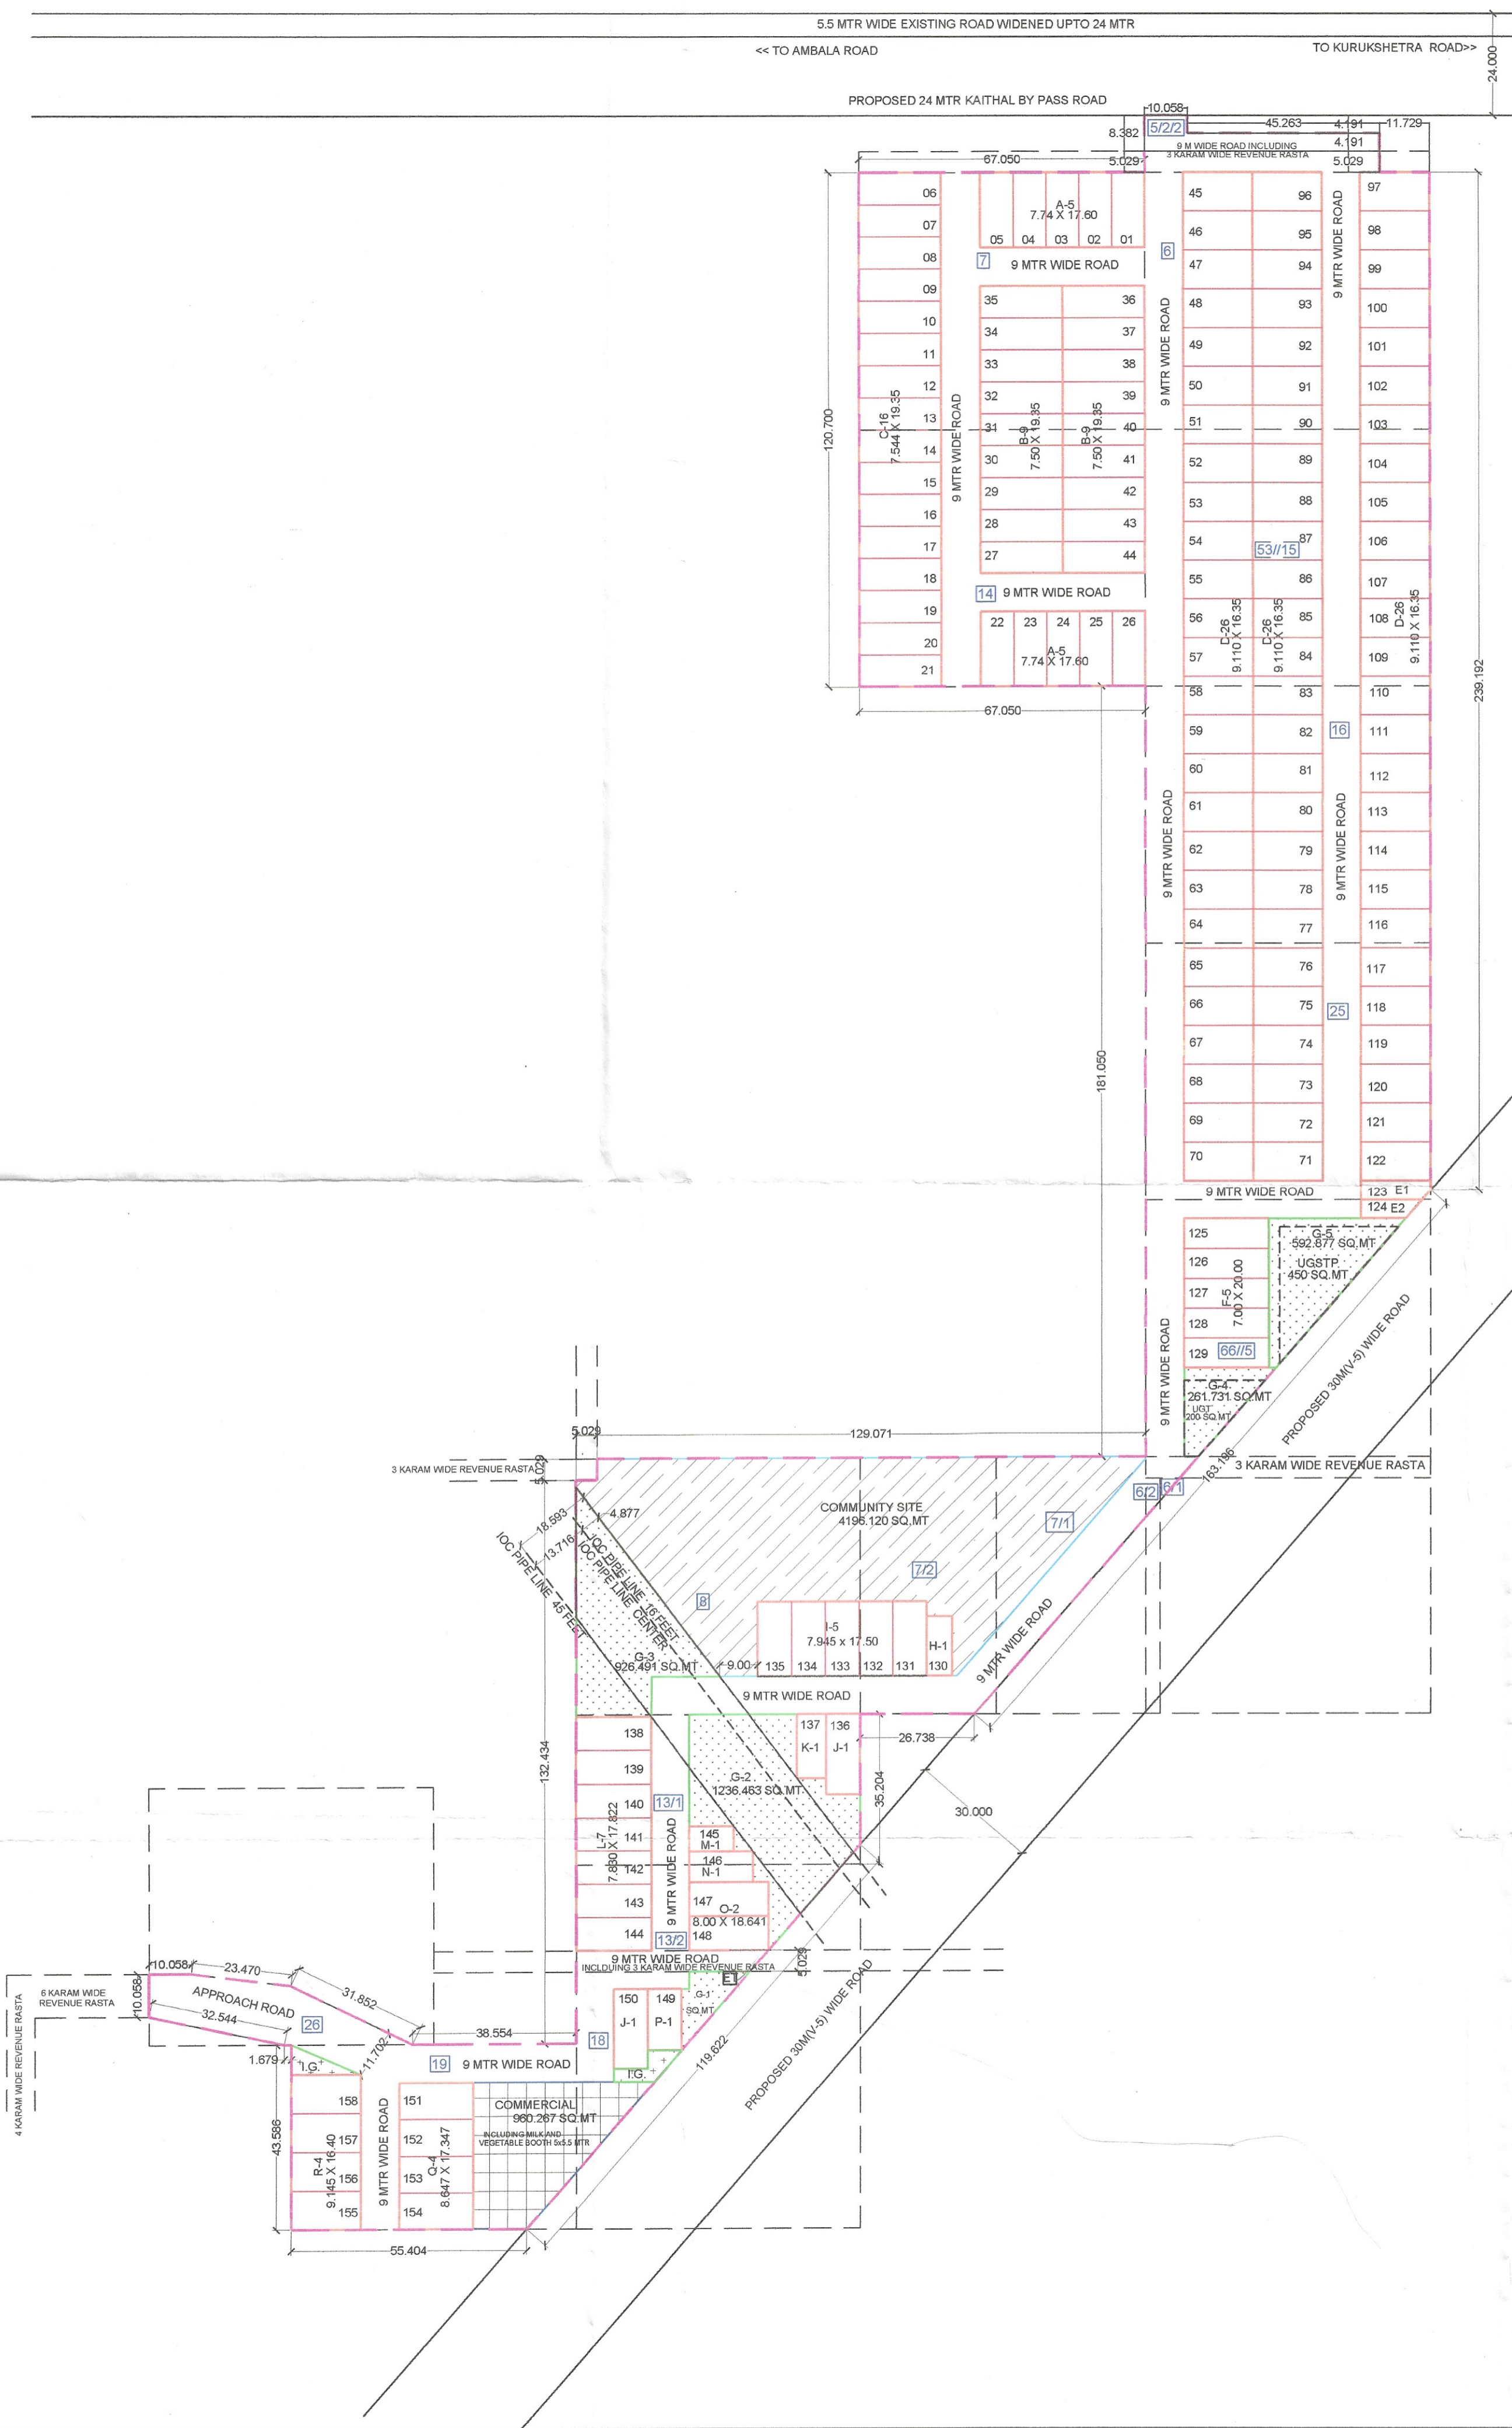 5.5 MTR WIDE EXISTING ROAD WIDENED UPTO 24 MTR
<< TO AMBALA ROAD
TO KURUKSHETRA ROAD>>
24.000
PROPOSED 24 MTR KAITHAL BY PASS ROAD
10.058
5/2/2
8.382
45.263
4.191
11.729
9 M WIDE ROAD INCLUDING
3 KARAM WIDE REVENUE RASTA
4.191
67.050
5.029
5.029
120.700
06
07
08
09
10
11
12
13
14
15
16
17
18
19
20
21
C-16
7.544 X 19.35
9 MTR WIDE ROAD
A-5
7.74 X 17.60
05
04
03
02
01
7
9 MTR WIDE ROAD
35
36
34
37
33
38
32
39
31
40
30
41
29
42
28
43
27
44
B-9
7.50 X 19.35
B-9
7.50 X 19.35
14
9 MTR WIDE ROAD
22
23
24
25
26
A-5
7.74 X 17.60
67.050
6
9 MTR WIDE ROAD
9 MTR WIDE ROAD
45
96
97
46
95
98
47
94
99
48
93
100
49
92
101
50
91
102
51
90
103
52
89
104
53
88
105
54
87
106
53//15
55
86
107
56
85
108
57
84
109
D-26
9.110 X 16.35
D-26
9.110 X 16.35
D-26
9.110 X 16.35
58
83
110
59
82
16
111
60
81
112
61
80
113
62
79
114
63
78
115
64
77
116
9 MTR WIDE ROAD
9 MTR WIDE ROAD
65
76
117
66
75
25
118
67
74
119
68
73
120
69
72
121
70
71
122
239.192
181.050
9 MTR WIDE ROAD
123 E1
124 E2
125
126
127
128
129
F-5
7.00 X 20.00
66//5
G-5
592.877 SQ.MT
UGSTP
450 SQ.MT
G-4
261.731 SQ.MT
UGT
200 SQ.MT
9 MTR WIDE ROAD
PROPOSED 30M(V-5) WIDE ROAD
163.196
5.029
129.071
3 KARAM WIDE REVENUE RASTA
5.029
3 KARAM WIDE REVENUE RASTA
6/2
6/1
COMMUNITY SITE
4196.120 SQ.MT
7/1
7/2
8
18.593
4.877
13.716
IOC PIPE LINE 16 FEET
IOC PIPE LINE CENTER
IOC PIPE LINE 45 FEET
G-3
926.491 SQ.MT
9.00
I-5
7.945 x 17.50
H-1
135
134
133
132
131
130
9 MTR WIDE ROAD
9 MTR WIDE ROAD
137
136
K-1
J-1
26.738
35.204
30.000
132.434
138
139
140
141
142
143
144
L-7
7.830 X 17.822
13/1
9 MTR WIDE ROAD
G-2
1236.463 SQ.MT
145
M-1
146
N-1
147
O-2
8.00 X 18.641
148
13/2
9 MTR WIDE ROAD
INCLDUING 3 KARAM WIDE REVENUE RASTA
5.029
ET
G-1
SQ.MT
150
149
J-1
P-1
I.G.
119.622
PROPOSED 30M(V-5) WIDE ROAD
10.058
23.470
31.852
10.058
6 KARAM WIDE
REVENUE RASTA
4 KARAM WIDE REVENUE RASTA
APPROACH ROAD
32.544
26
38.554
18
1.679
I.G.
11.702
19
9 MTR WIDE ROAD
158
157
156
155
R-4
9.145 X 16.40
43.586
9 MTR WIDE ROAD
151
152
153
154
Q-4
8.647 X 17.347
COMMERCIAL
960.267 SQ.MT
INCLUDING MILK AND
VEGETABLE BOOTH 5x5.5 MTR
55.404